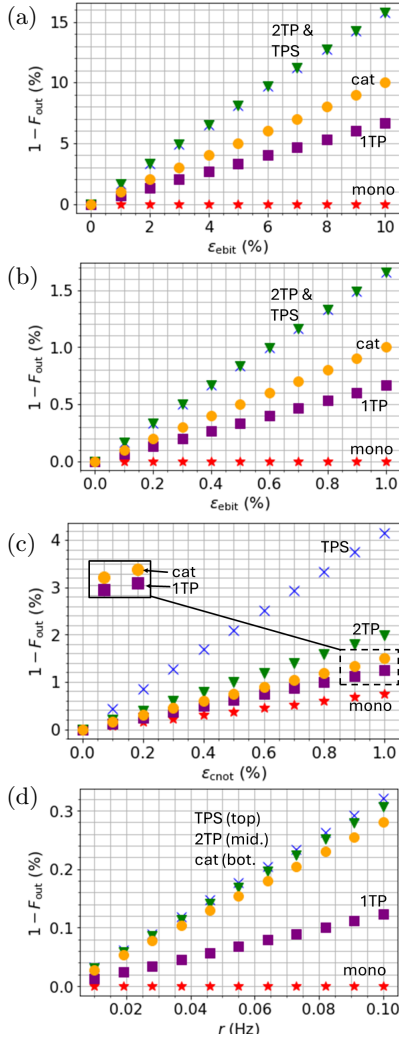 (a)
15
10
5
0
1 − F_out (%)
2TP &
TPS
cat
1TP
mono
0 2 4 6 8 10
ε_ebit (%)
(b)
1.5
1.0
0.5
0.0
1 − F_out (%)
2TP &
TPS
cat
1TP
mono
0.0 0.2 0.4 0.6 0.8 1.0
ε_ebit (%)
(c)
4
3
2
1
0
1 − F_out (%)
TPS
cat
1TP
2TP
mono
0.0 0.2 0.4 0.6 0.8 1.0
ε_cnot (%)
(d)
0.3
0.2
0.1
0.0
1 − F_out (%)
TPS (top)
2TP (mid.)
cat (bot.
1TP
mono
0.02 0.04 0.06 0.08 0.10
r (Hz)